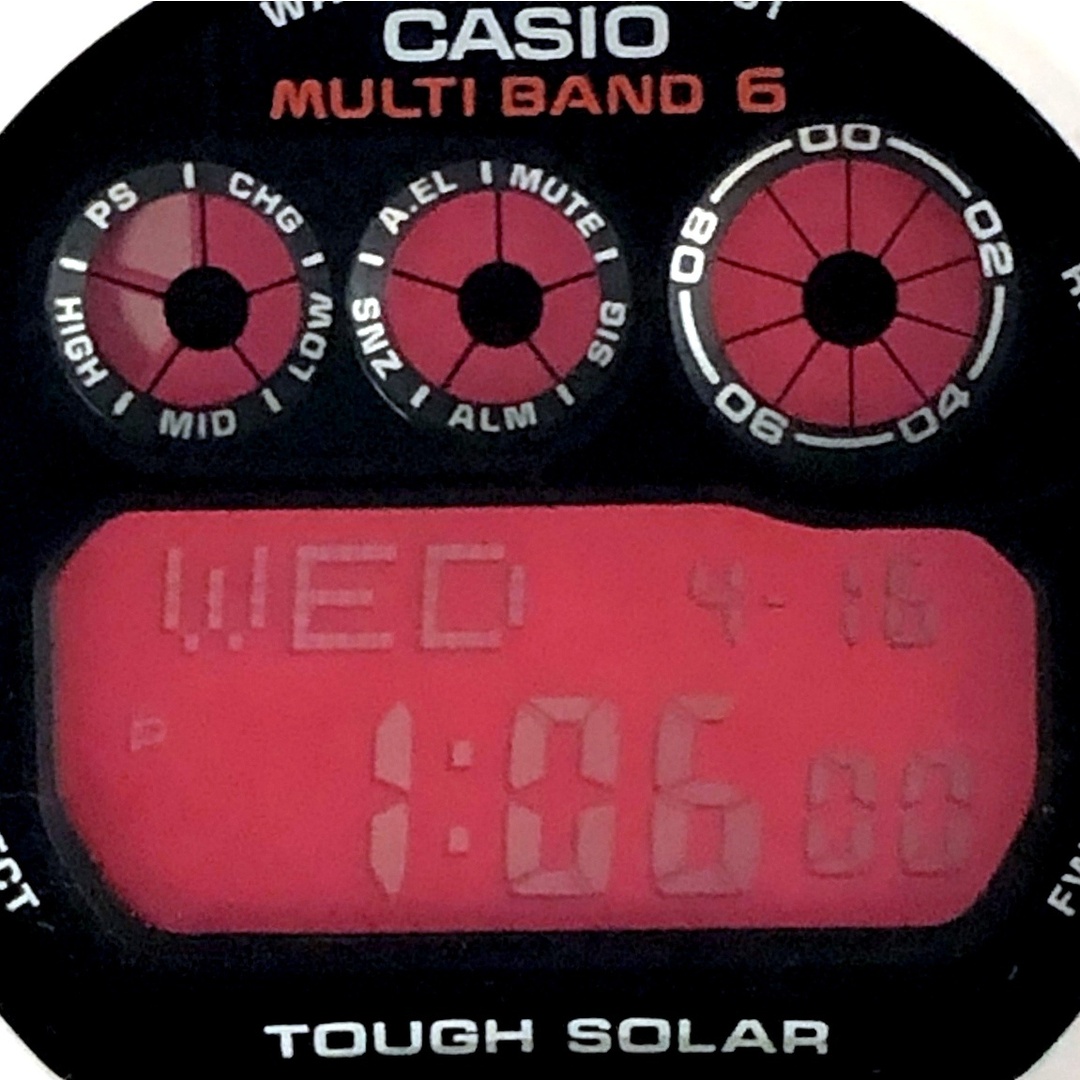 CASIO
MULTI BAND 6
PS CHG LOW MID HIGH
A.EL MUTE SIG ALM SNZ
00 02 04 06 08
WED 4-16
P 1:06 00
TOUGH SOLAR